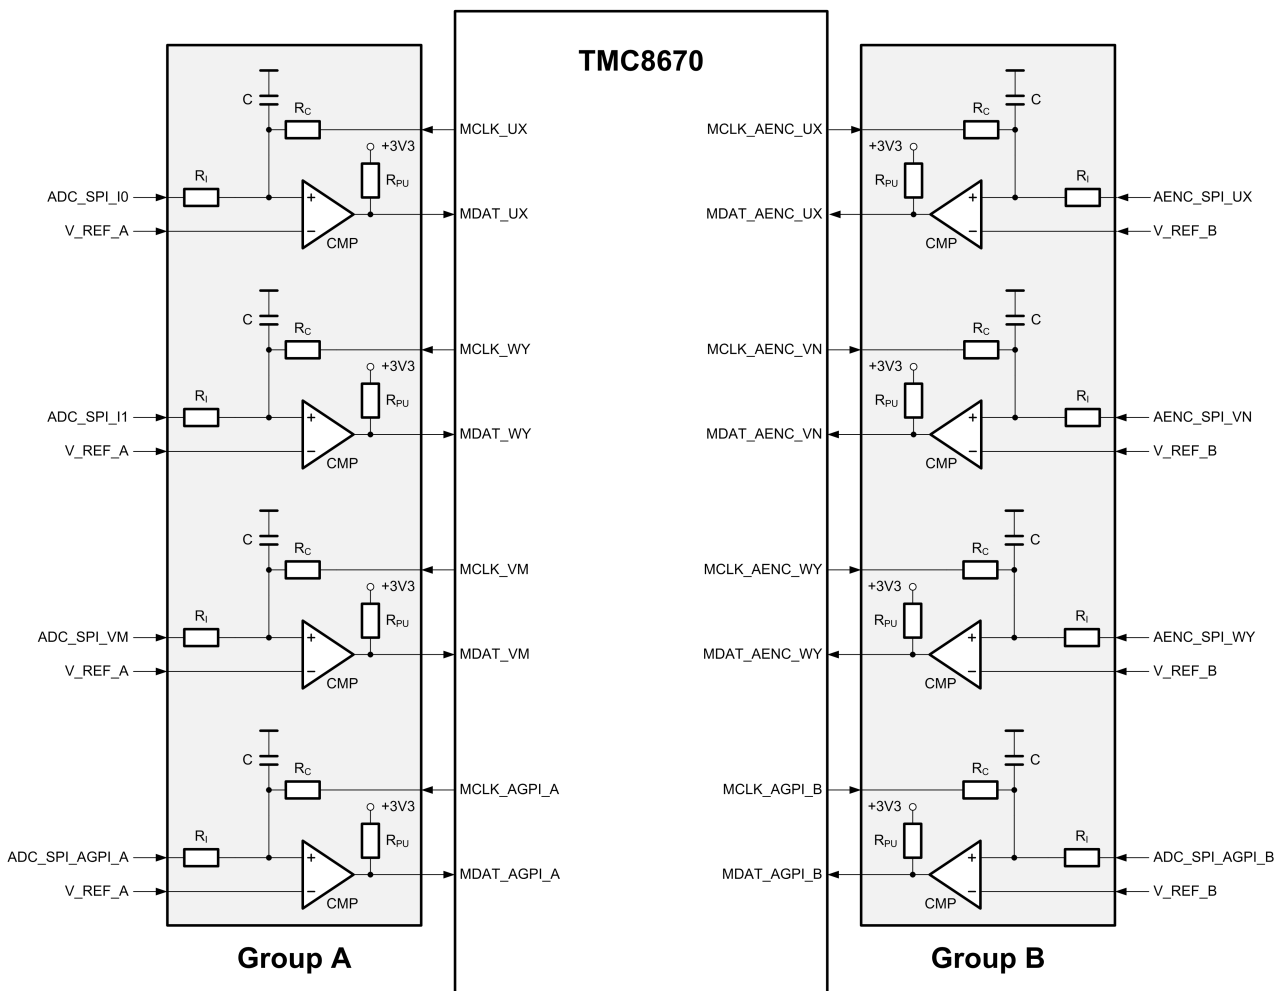 TMC8670
C
R_C
MCLK_UX
+3V3
R_I
R_PU
ADC_SPI_I0
+
MDAT_UX
V_REF_A
−
CMP
C
R_C
MCLK_WY
+3V3
R_I
R_PU
ADC_SPI_I1
+
MDAT_WY
V_REF_A
−
CMP
C
R_C
MCLK_VM
+3V3
R_I
R_PU
ADC_SPI_VM
+
MDAT_VM
V_REF_A
−
CMP
C
R_C
MCLK_AGPI_A
+3V3
R_I
R_PU
ADC_SPI_AGPI_A
+
MDAT_AGPI_A
V_REF_A
−
CMP
Group A
C
R_C
MCLK_AENC_UX
+3V3
R_PU
R_I
MDAT_AENC_UX
+
AENC_SPI_UX
−
V_REF_B
CMP
C
R_C
MCLK_AENC_VN
+3V3
R_PU
R_I
MDAT_AENC_VN
+
AENC_SPI_VN
−
V_REF_B
CMP
C
R_C
MCLK_AENC_WY
+3V3
R_PU
R_I
MDAT_AENC_WY
+
AENC_SPI_WY
−
V_REF_B
CMP
C
R_C
MCLK_AGPI_B
+3V3
R_PU
R_I
MDAT_AGPI_B
+
ADC_SPI_AGPI_B
−
V_REF_B
CMP
Group B